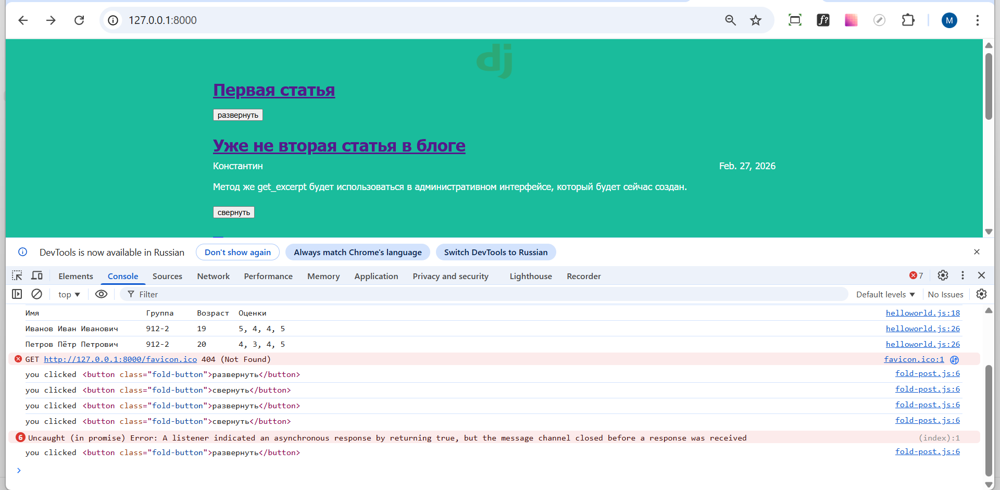 127.0.0.1:8000
f?
M
dj
Первая статья
развернуть
Уже не вторая статья в блоге
Константин Feb. 27, 2026
Метод же get_excerpt будет использоваться в административном интерфейсе, который будет сейчас создан.
свернуть
DevTools is now available in Russian Don't show again Always match Chrome's language Switch DevTools to Russian
Elements Console Sources Network Performance Memory Application Privacy and security Lighthouse Recorder 7
top Filter Default levels No Issues
Имя Группа Возраст Оценки helloworld.js:18
Иванов Иван Иванович 912-2 19 5, 4, 4, 5 helloworld.js:26
Петров Пётр Петрович 912-2 20 4, 3, 4, 5 helloworld.js:26
GET http://127.0.0.1:8000/favicon.ico 404 (Not Found) favicon.ico:1
you clicked <button class="fold-button">развернуть</button> fold-post.js:6
you clicked <button class="fold-button">свернуть</button> fold-post.js:6
you clicked <button class="fold-button">развернуть</button> fold-post.js:6
you clicked <button class="fold-button">свернуть</button> fold-post.js:6
6 Uncaught (in promise) Error: A listener indicated an asynchronous response by returning true, but the message channel closed before a response was received (index):1
you clicked <button class="fold-button">развернуть</button> fold-post.js:6